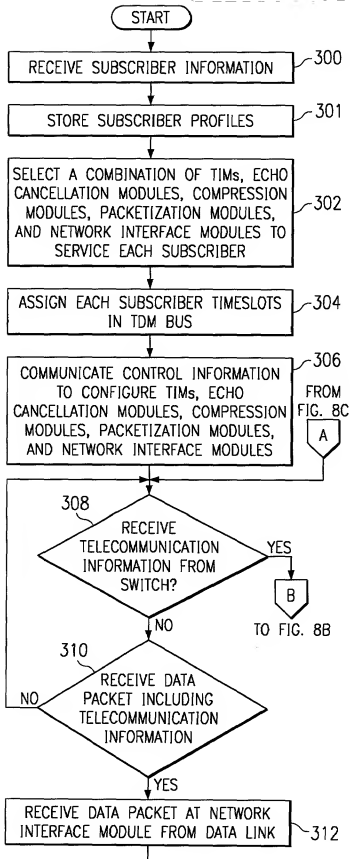 START
RECEIVE SUBSCRIBER INFORMATION
300
STORE SUBSCRIBER PROFILES
301
SELECT A COMBINATION OF TIMs, ECHO
CANCELLATION MODULES, COMPRESSION
MODULES, PACKETIZATION MODULES,
AND NETWORK INTERFACE MODULES TO
SERVICE EACH SUBSCRIBER
302
ASSIGN EACH SUBSCRIBER TIMESLOTS
IN TDM BUS
304
COMMUNICATE CONTROL INFORMATION
TO CONFIGURE TIMs, ECHO
CANCELLATION MODULES, COMPRESSION
MODULES, PACKETIZATION MODULES,
AND NETWORK INTERFACE MODULES
306
FROM
FIG. 8C
A
308
RECEIVE
TELECOMMUNICATION
INFORMATION FROM
SWITCH?
YES
B
TO FIG. 8B
NO
310
RECEIVE DATA
PACKET INCLUDING
TELECOMMUNICATION
INFORMATION
NO
YES
RECEIVE DATA PACKET AT NETWORK
INTERFACE MODULE FROM DATA LINK
312